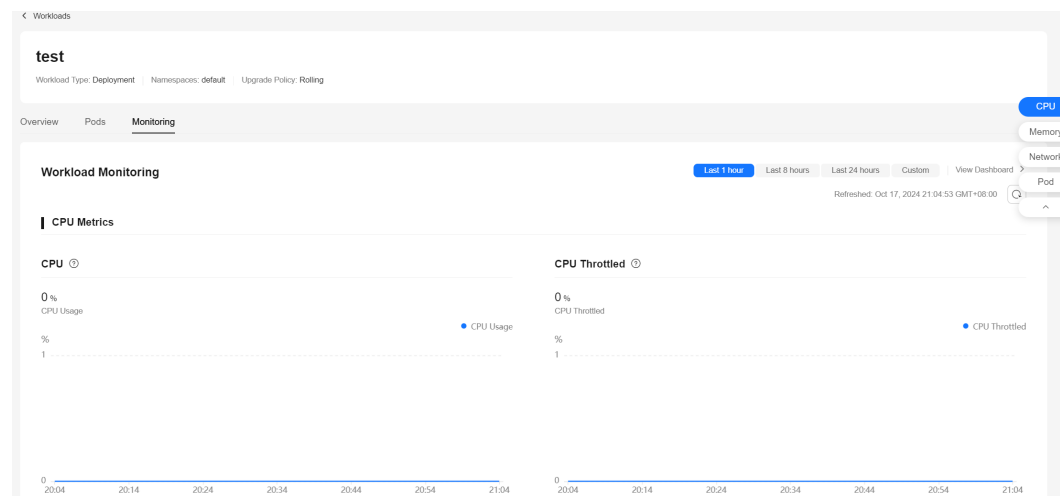 Workloads
test
Workload Type: Deployment Namespaces: default Upgrade Policy: Rolling
CPU
Overview Pods Monitoring
Memory
Network
Workload Monitoring Last 1 hour Last 8 hours Last 24 hours Custom View Dashboard
Pod
Refreshed: Oct 17, 2024 21:04:53 GMT+08:00
CPU Metrics
CPU CPU Throttled
0 % 0 %
CPU Usage CPU Throttled
CPU Usage CPU Throttled
% %
1 1
0 0
20:04 20:14 20:24 20:34 20:44 20:54 21:04 20:04 20:14 20:24 20:34 20:44 20:54 21:04